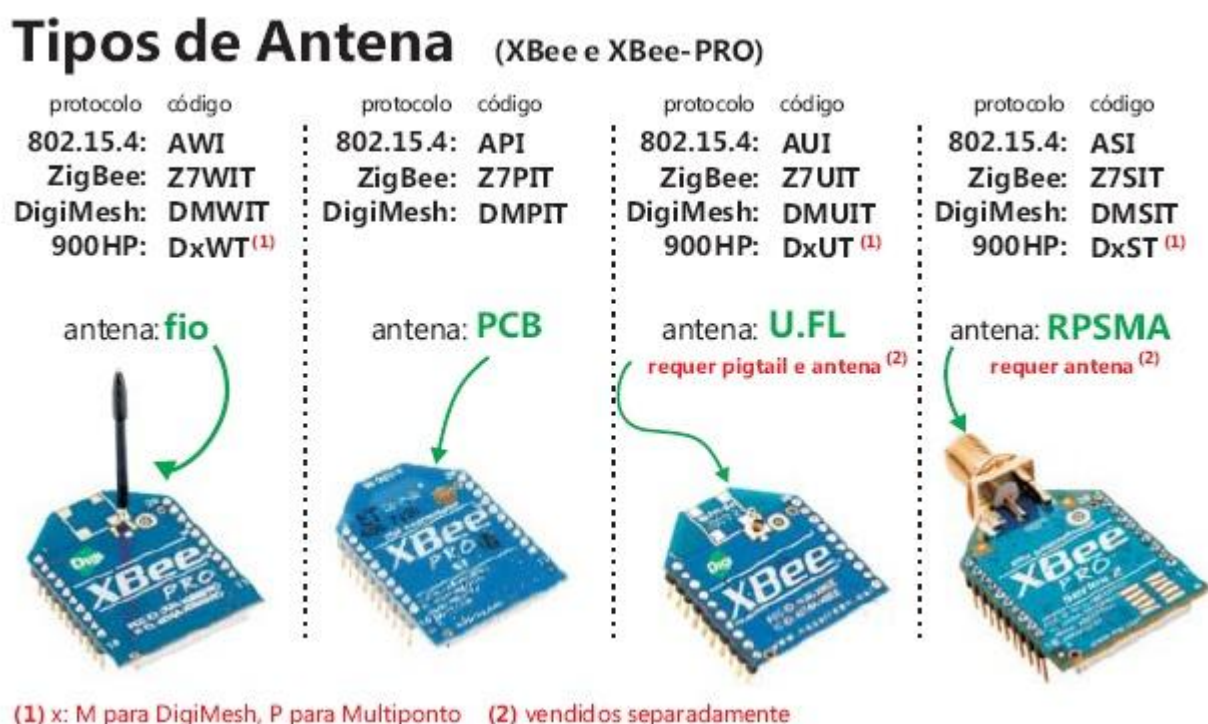 Tipos de Antena (XBee e XBee-PRO)
protocolo código
802.15.4: AWI
ZigBee: Z7WIT
DigiMesh: DMWIT
900HP: DxWT (1)
antena: fio
protocolo código
802.15.4: API
ZigBee: Z7PIT
DigiMesh: DMPIT
antena: PCB
protocolo código
802.15.4: AUI
ZigBee: Z7UIT
DigiMesh: DMUIT
900HP: DxUT (1)
antena: U.FL
requer pigtail e antena (2)
protocolo código
802.15.4: ASI
ZigBee: Z7SIT
DigiMesh: DMSIT
900HP: DxST (1)
antena: RPSMA
requer antena (2)
Digi
XBee
PRO
XBee
PRO
Digi
XBee
XBee
PRO
(1) x: M para DigiMesh, P para Multiponto (2) vendidos separadamente